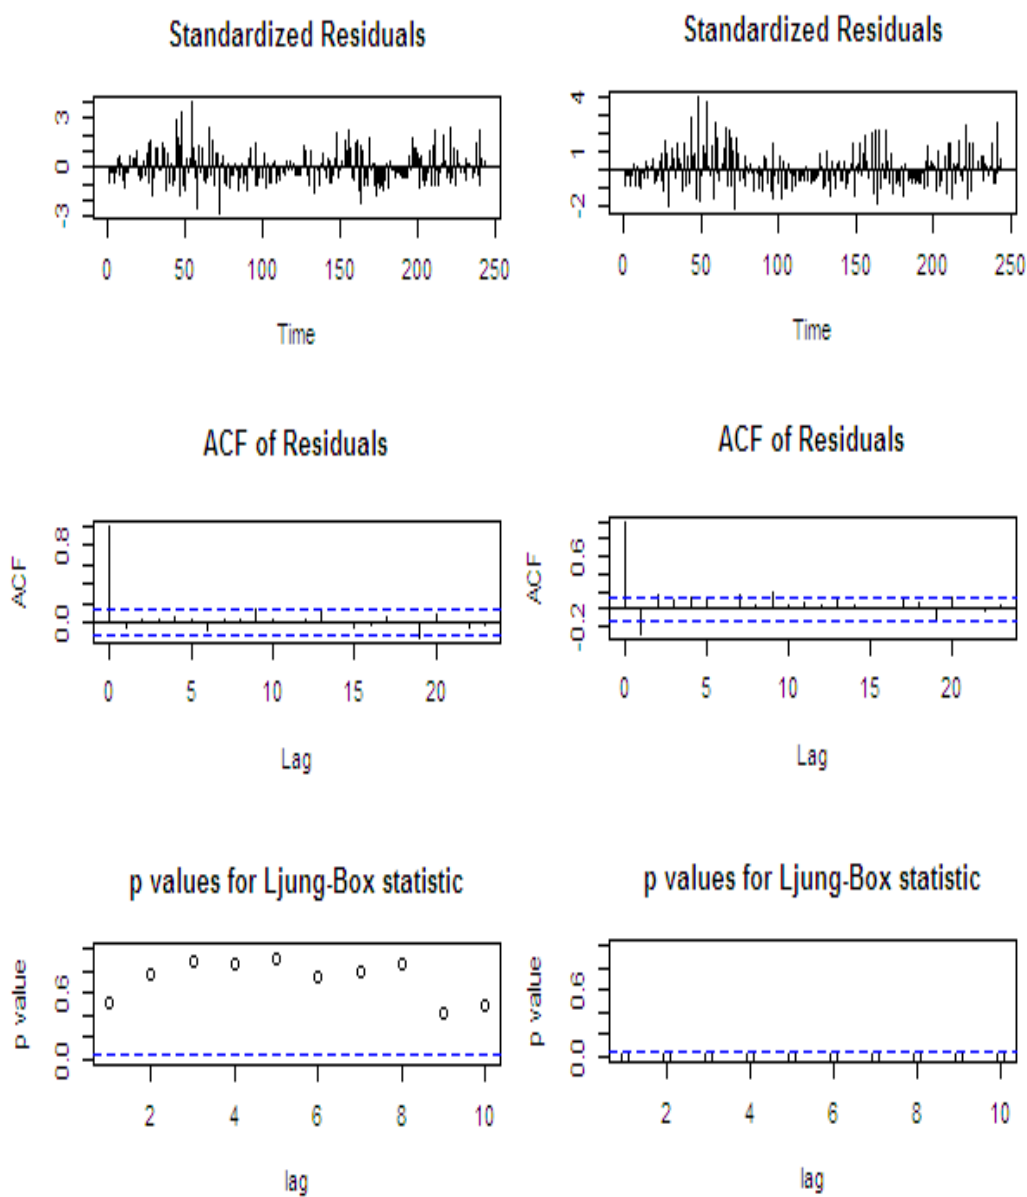 Standardized Residuals
3
0
-3
0 50 100 150 200 250
Time
ACF of Residuals
ACF
0.8
0.0
0 5 10 15 20
Lag
p values for Ljung-Box statistic
p value
0.6
0.0
2 4 6 8 10
lag
Standardized Residuals
4
1
-2
0 50 100 150 200 250
Time
ACF of Residuals
ACF
0.6
-0.2
0 5 10 15 20
Lag
p values for Ljung-Box statistic
p value
0.6
0.0
2 4 6 8 10
lag